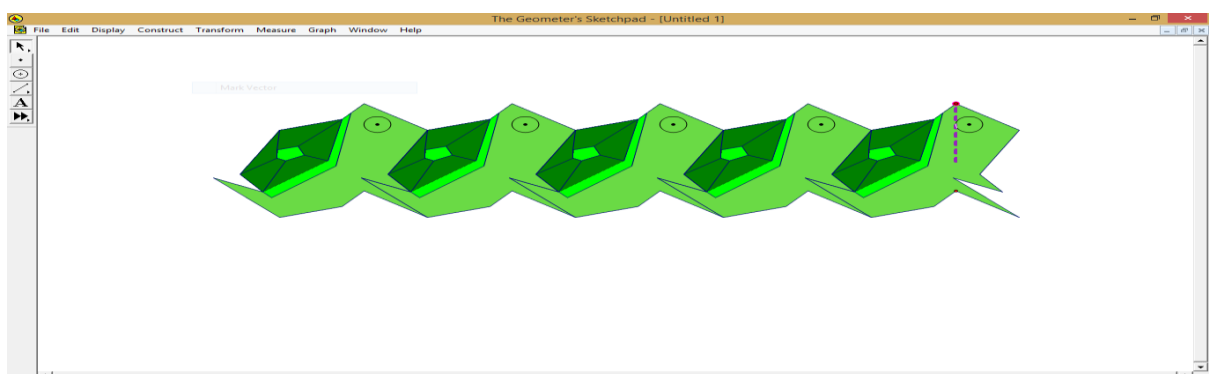 The Geometer's Sketchpad - [Untitled 1]
File Edit Display Construct Transform Measure Graph Window Help
Mark Vector
A